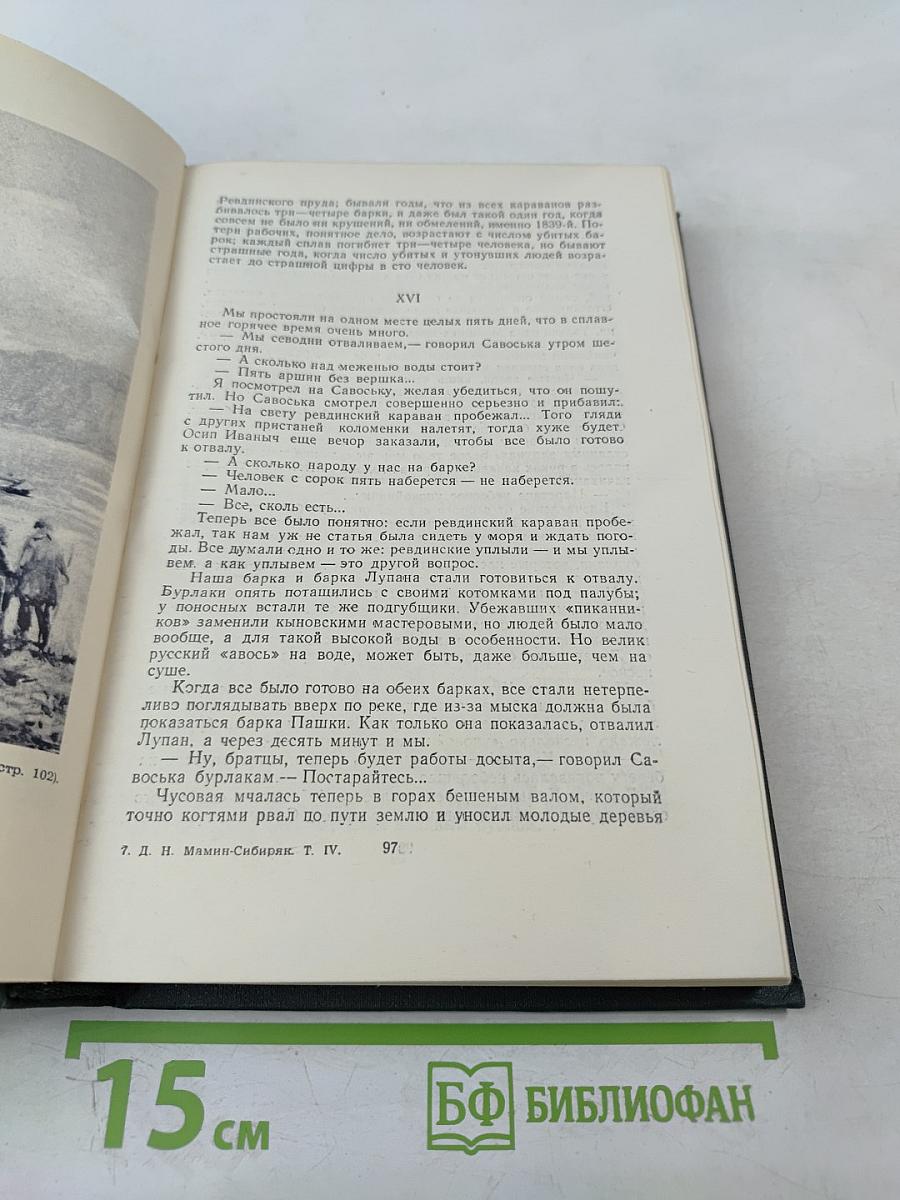 стр. 102).
Ревдинского пруда; бывали годы, что из всех караванов раз-
бивалось три—четыре барки, и даже был такой один год, когда
совсем не было ни крушений, ни обмелений, именно 1839-й. По-
тери рабочих, понятное дело, возрастают с числом убитых ба-
рок; каждый сплав погибяет три—четыре человека, но бывают
страшные года, когда число убитых и утонувших людей возра-
стает до страшной цифры в сто человек.
XVI
Мы простояли на одном месте целых пять дней, что в сплав-
ное горячее время очень много.
— Мы севодни отваливаем,— говорил Савоська утром ше-
стого дня.
— А сколько над меженью воды стоит?
— Пять аршин без вершка...
Я посмотрел на Савоську, желая убедиться, что он пошу-
тил. Но Савоська смотрел совершенно серьезно и прибавил:
— На свету ревдинский караван пробежал... Того гляди
с других пристаней коломенки налетят, тогда хуже будет.
Осип Иваныч еще вечор заказали, чтобы все было готово
к отвалу.
— А сколько народу у нас на барке?
— Человек с сорок пять наберется — не наберется.
— Мало...
— Все, сколь есть...
Теперь все было понятно: если ревдинский караван пробе-
жал, так нам уж не статья была сидеть у моря и ждать пого-
ды. Все думали одно и то же: ревдинские уплыли — и мы уплы-
вем, а как уплывем — это другой вопрос.
Наша барка и барка Лупана стали готовиться к отвалу.
Бурлаки опять потащились с своими котомками под палубы;
у поносных встали те же подгубщики. Убежавших «пиканни-
ков» заменили кыновскими мастеровыми, но людей было мало
вообще, а для такой высокой воды в особенности. Но велик
русский «авось» на воде, может быть, даже больше, чем на
суше.
Когда все было готово на обеих барках, все стали нетерпе-
ливо поглядывать вверх по реке, где из-за мыска должна была
показаться барка Пашки. Как только она показалась, отвалил
Лупан, а через десять минут и мы.
— Ну, братцы, теперь будет работы досыта,— говорил Са-
воська бурлакам.— Постарайтесь...
Чусовая мчалась теперь в горах бешеным валом, который
точно когтями рвал по пути землю и уносил молодые деревья
7. Д. Н. Мамин-Сибиряк. Т. IV. 97
15 см
БФ БИБЛИОФАН